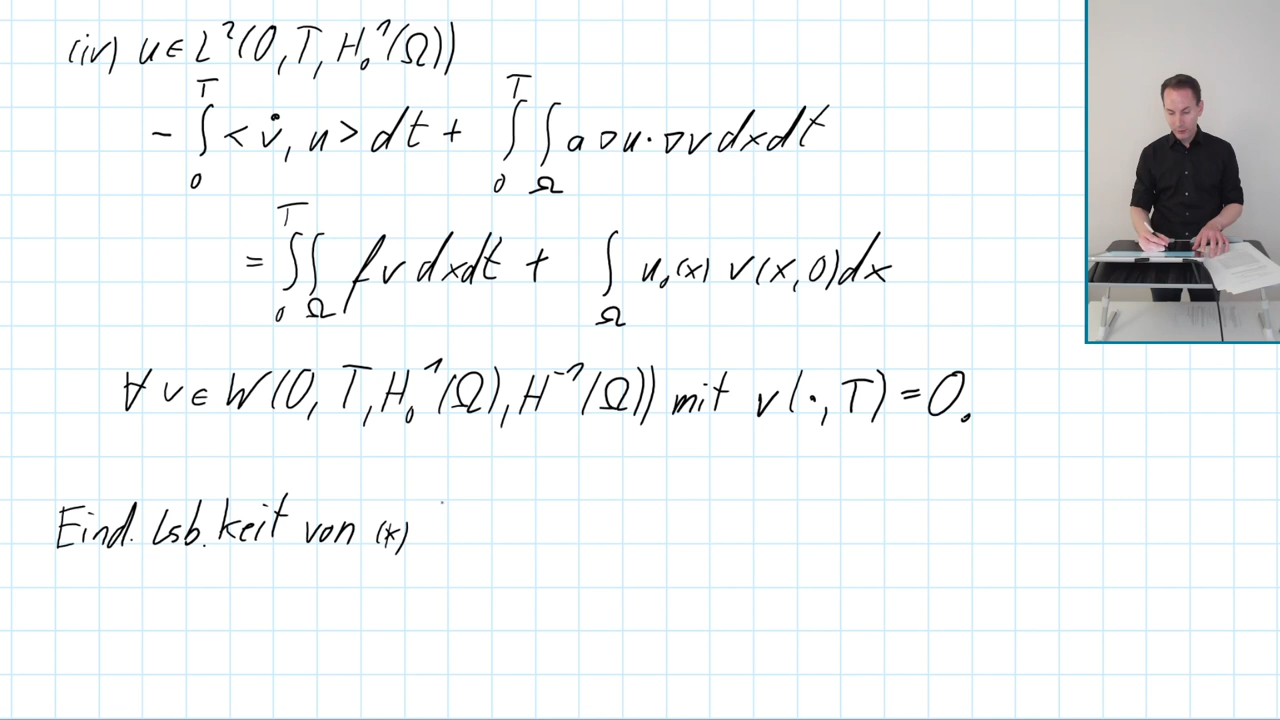 (iv) u ∈ L²(0,T,H₀¹(Ω))
- ∫₀ᵀ <v̇, u> dt + ∫₀ᵀ ∫_Ω a ∇u · ∇v dx dt
= ∫₀ᵀ ∫_Ω f v dx dt + ∫_Ω u₀(x) v(x,0) dx
∀ v ∈ W(0,T,H₀¹(Ω),H⁻¹(Ω)) mit v(·,T) = 0.
Eind. Lsb.keit von (*)